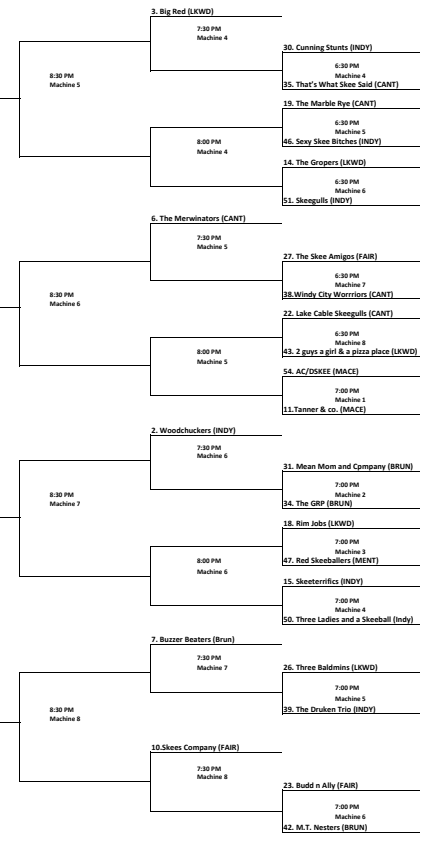 3. Big Red (LKWD)
7:30 PM
Machine 4
30. Cunning Stunts (INDY)
6:30 PM
Machine 4
35. That's What Skee Said (CANT)
8:30 PM
Machine 5
19. The Marble Rye (CANT)
6:30 PM
Machine 5
46. Sexy Skee Bitches (INDY)
8:00 PM
Machine 4
14. The Gropers (LKWD)
6:30 PM
Machine 6
51. Skeegulls (INDY)
6. The Merwinators (CANT)
7:30 PM
Machine 5
27. The Skee Amigos (FAIR)
6:30 PM
Machine 7
38.Windy City Worrriors (CANT)
8:30 PM
Machine 6
22. Lake Cable Skeegulls (CANT)
6:30 PM
Machine 8
43. 2 guys a girl & a pizza place (LKWD)
8:00 PM
Machine 5
54. AC/DSKEE (MACE)
7:00 PM
Machine 1
11.Tanner & co. (MACE)
2. Woodchuckers (INDY)
7:30 PM
Machine 6
31. Mean Mom and Cpmpany (BRUN)
7:00 PM
Machine 2
34. The GRP (BRUN)
8:30 PM
Machine 7
18. Rim Jobs (LKWD)
7:00 PM
Machine 3
47. Red Skeeballers (MENT)
8:00 PM
Machine 6
15. Skeeterrifics (INDY)
7:00 PM
Machine 4
50. Three Ladies and a Skeeball (Indy)
7. Buzzer Beaters (Brun)
7:30 PM
Machine 7
26. Three Baldmins (LKWD)
7:00 PM
Machine 5
39. The Druken Trio (INDY)
8:30 PM
Machine 8
10.Skees Company (FAIR)
7:30 PM
Machine 8
23. Budd n Ally (FAIR)
7:00 PM
Machine 6
42. M.T. Nesters (BRUN)